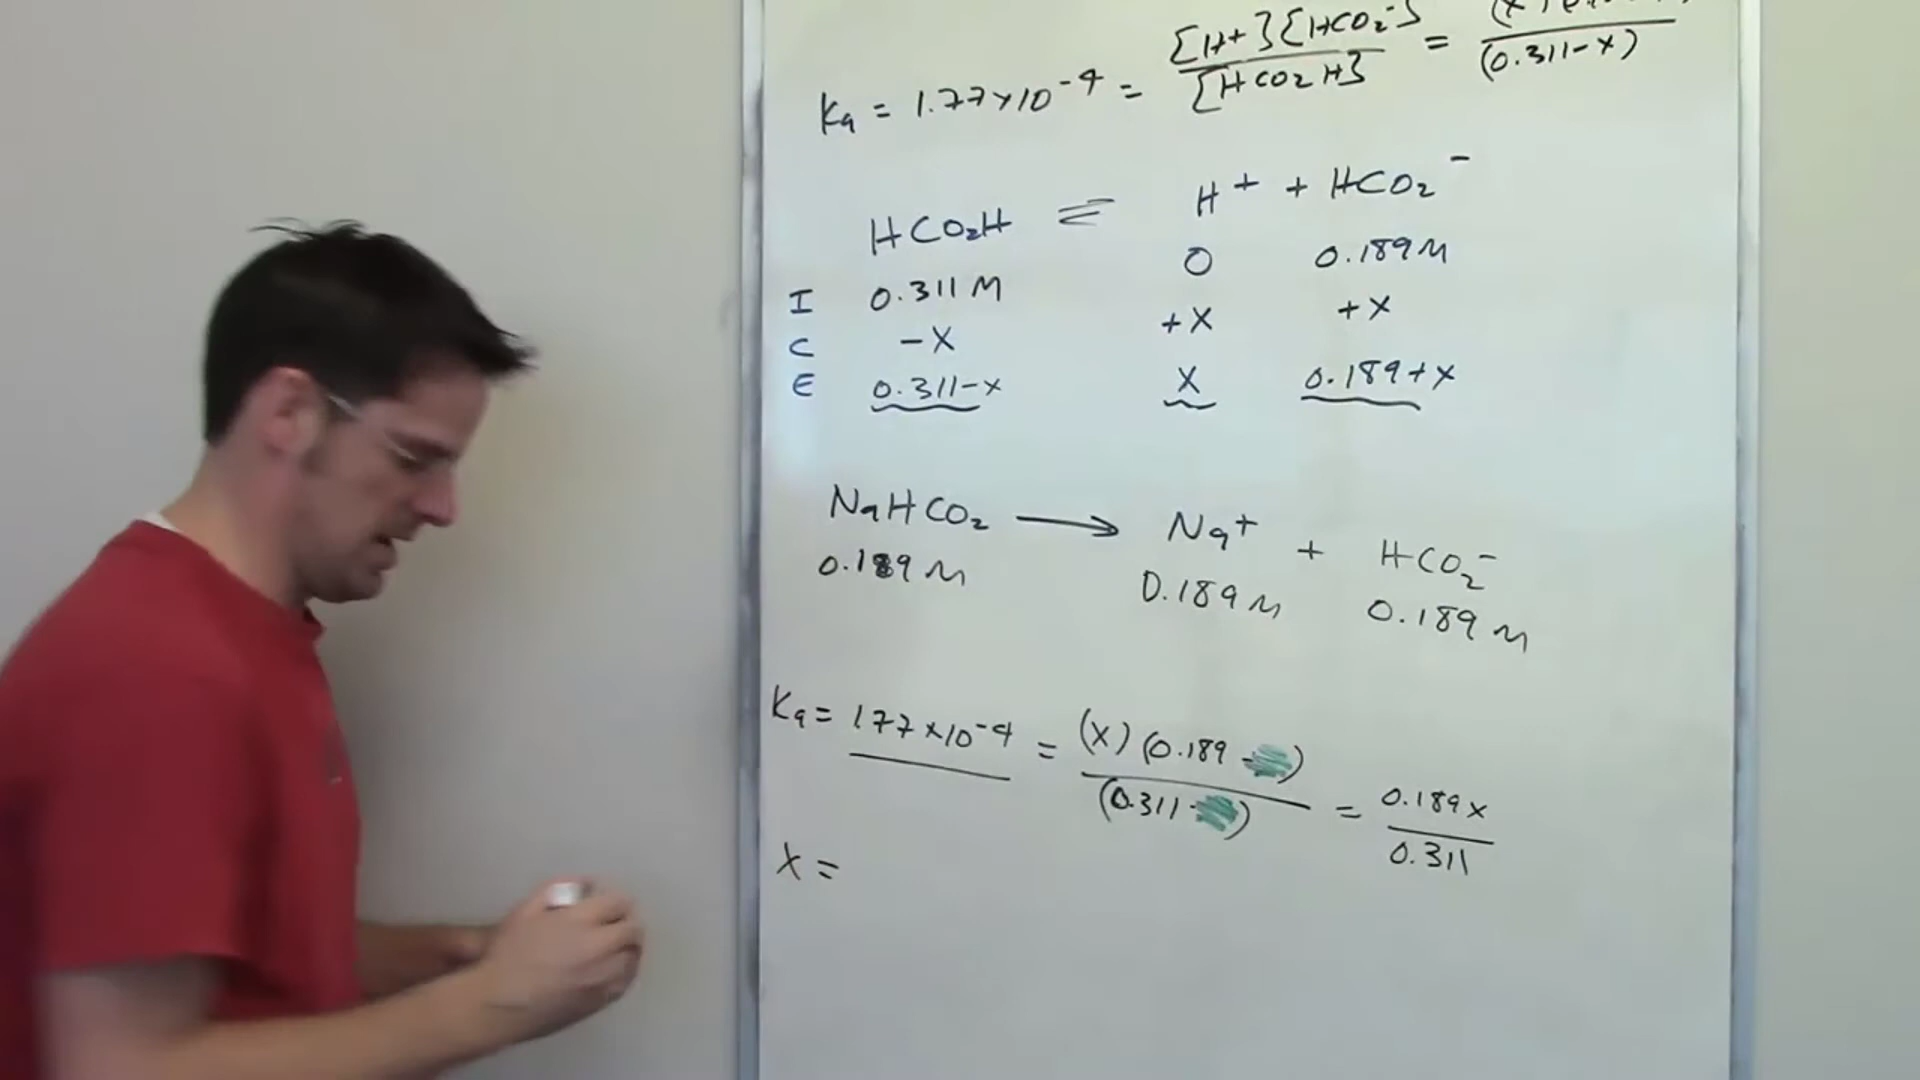 Ka = 1.77×10⁻⁴ = [H+][HCO₂⁻] / [HCO₂H] = (x) / (0.311-x)
HCO₂H ⇌ H⁺ + HCO₂⁻
I 0.311 M 0 0.189 M
C -X +X +X
E 0.311-x X 0.189+x
NaHCO₂ → Na⁺ + HCO₂⁻
0.189 M 0.189 M 0.189 M
Ka = 1.77×10⁻⁴ = (x)(0.189 ) / (0.311 - ) = 0.189x / 0.311
X =